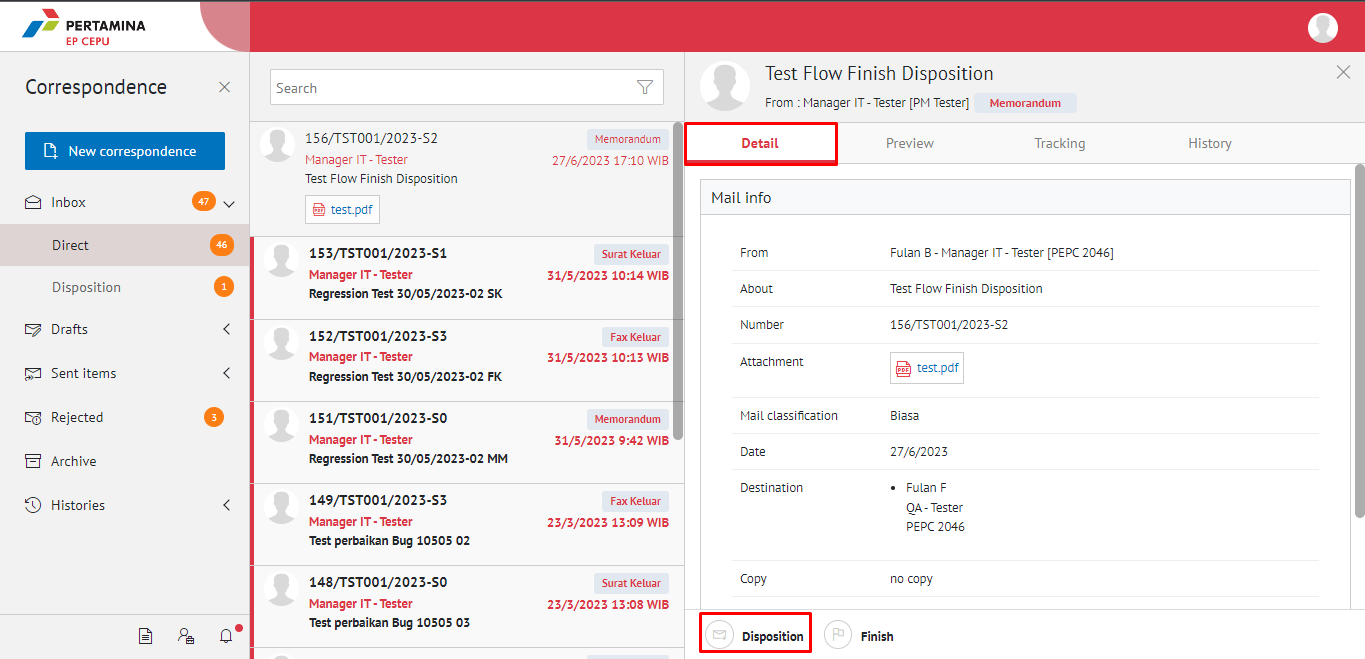 PERTAMINA
EP CEPU
Correspondence
New correspondence
Inbox 47
Direct 46
Disposition 1
Drafts
Sent items
Rejected 3
Archive
Histories
Search
156/TST001/2023-S2 Memorandum
Manager IT - Tester 27/6/2023 17:10 WIB
Test Flow Finish Disposition
PDF test.pdf
153/TST001/2023-S1 Surat Keluar
Manager IT - Tester 31/5/2023 10:14 WIB
Regression Test 30/05/2023-02 SK
152/TST001/2023-S3 Fax Keluar
Manager IT - Tester 31/5/2023 10:13 WIB
Regression Test 30/05/2023-02 FK
151/TST001/2023-S0 Memorandum
Manager IT - Tester 31/5/2023 9:42 WIB
Regression Test 30/05/2023-02 MM
149/TST001/2023-S3 Fax Keluar
Manager IT - Tester 23/3/2023 13:09 WIB
Test perbaikan Bug 10505 02
148/TST001/2023-S0 Surat Keluar
Manager IT - Tester 23/3/2023 13:08 WIB
Test perbaikan Bug 10505 03
Test Flow Finish Disposition
From : Manager IT - Tester [PM Tester] Memorandum
Detail Preview Tracking History
Mail info
From Fulan B - Manager IT - Tester [PEPC 2046]
About Test Flow Finish Disposition
Number 156/TST001/2023-S2
Attachment PDF test.pdf
Mail classification Biasa
Date 27/6/2023
Destination • Fulan F
QA - Tester
PEPC 2046
Copy no copy
Disposition Finish